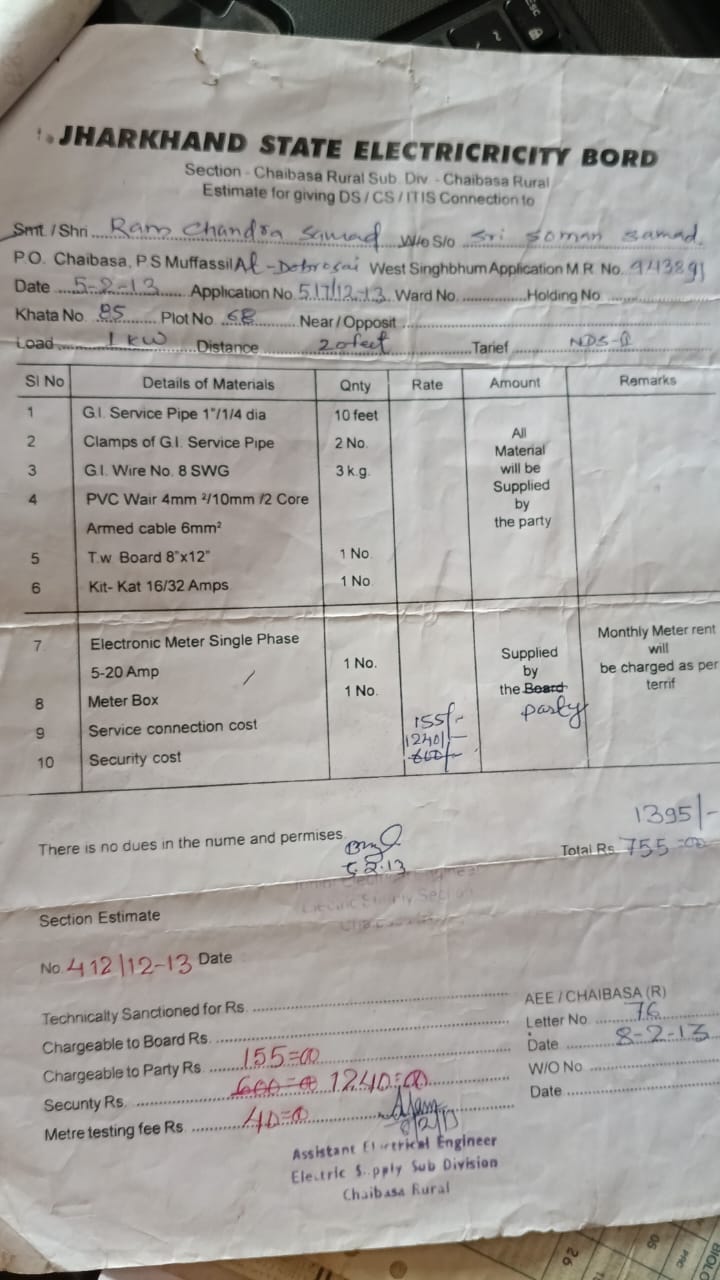 JHARKHAND STATE ELECTRICRICITY BORD
Section - Chaibasa Rural Sub. Div. - Chaibasa Rural
Estimate for giving DS / CS / ITIS Connection to
Smt. / Shri Ram Chandra Samad W/o S/o Sri Soman Samad.
P.O. Chaibasa, P.S Muffassil At - West Singhbhum Application M.R. No. 943891
Date 5-2-13 Application No 517/12-13 Ward No. Holding No
Khata No. 85 Plot No. 68 Near / Opposit
Load 1 KW Distance 20 feet Tarief NDS-
Sl No Details of Materials Qnty Rate Amount Remarks
1 G.I. Service Pipe 1"/1/4 dia 10 feet
2 Clamps of G.I. Service Pipe 2 No.
3 G.I. Wire No. 8 SWG 3 k.g.
4 PVC Wair 4mm ²/10mm /2 Core
Armed cable 6mm²
All
Material
will be
Supplied
by
the party
5 T.w Board 8"x12" 1 No.
6 Kit- Kat 16/32 Amps 1 No
7 Electronic Meter Single Phase
5-20 Amp 1 No.
8 Meter Box 1 No.
Supplied
by
the Board
party
Monthly Meter rent
will
be charged as per
terrif
9 Service connection cost 155/-
10 Security cost 1240/-
600/-
1395/-
There is no dues in the nume and permises. Total Rs. 755=00
5.2.13
Section Estimate
No. 412/12-13 Date
Technically Sanctioned for Rs.
Chargeable to Board Rs.
Chargeable to Party Rs. 155=00
Security Rs. 600=00 1240=00
Metre testing fee Rs. 40=00
8/2/13
AEE / CHAIBASA (R)
Letter No 76
Date 8-2-13
W/O No.
Date
Assistant Electrical Engineer
Electric Supply Sub Division
Chaibasa Rural